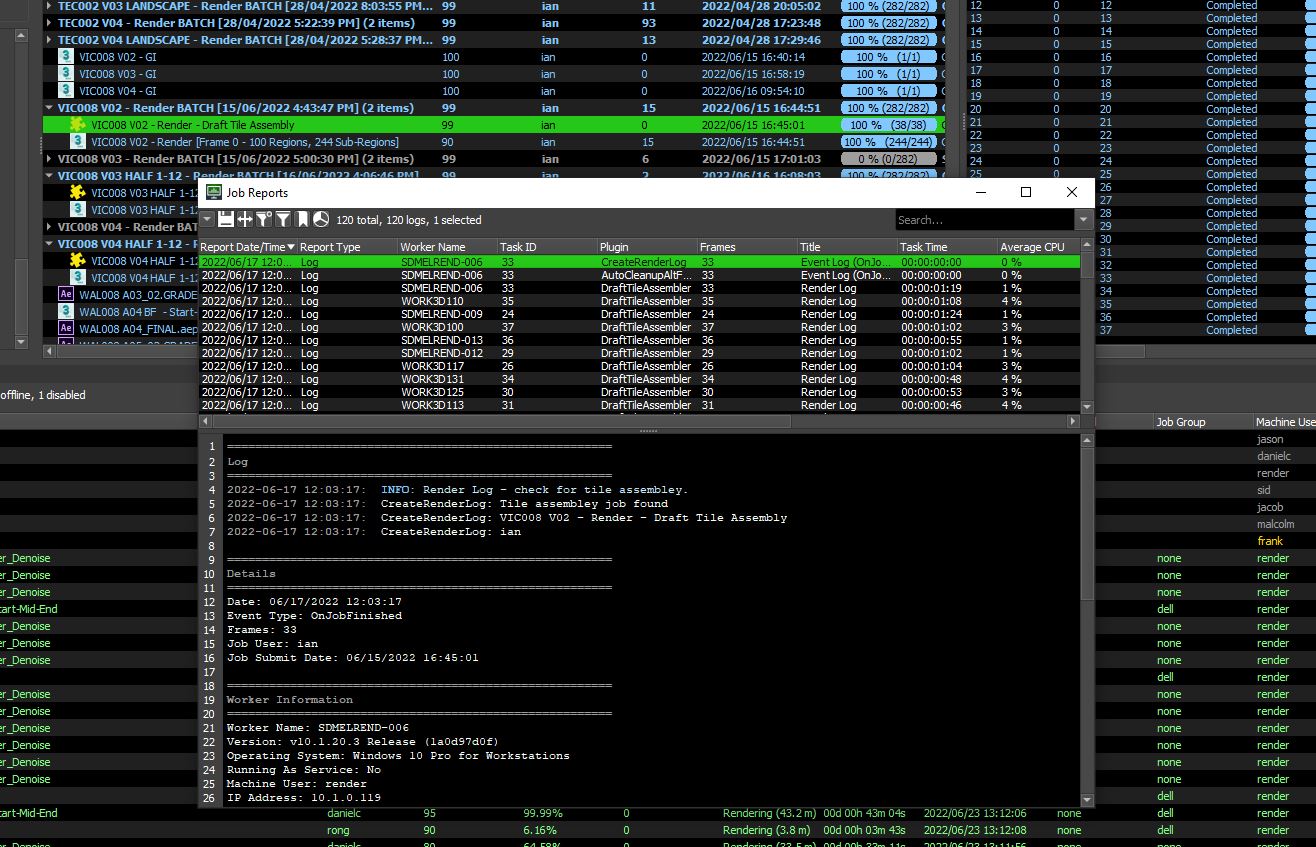 TEC002 V03 LANDSCAPE - Render BATCH [28/04/2022 8:03:55 PM... 99 ian 11 2022/04/28 20:05:02 100 % (282/282)
TEC002 V04 - Render BATCH [28/04/2022 5:22:39 PM] (2 items) 99 ian 93 2022/04/28 17:23:48 100 % (282/282)
TEC002 V04 LANDSCAPE - Render BATCH [28/04/2022 5:28:37 PM... 99 ian 13 2022/04/28 17:29:46 100 % (282/282)
VIC008 V02 - GI 100 ian 0 2022/06/15 16:40:14 100 % (1/1)
VIC008 V03 - GI 100 ian 0 2022/06/15 16:58:19 100 % (1/1)
VIC008 V04 - GI 100 ian 0 2022/06/16 09:54:10 100 % (1/1)
VIC008 V02 - Render BATCH [15/06/2022 4:43:47 PM] (2 items) 99 ian 15 2022/06/15 16:44:51 100 % (282/282)
VIC008 V02 - Render - Draft Tile Assembly 99 ian 0 2022/06/15 16:45:01 100 % (38/38)
VIC008 V02 - Render [Frame 0 - 100 Regions, 244 Sub-Regions] 90 ian 15 2022/06/15 16:44:51 100 % (244/244)
VIC008 V03 - Render BATCH [15/06/2022 5:00:30 PM] (2 items) 99 ian 6 2022/06/15 17:01:03 0 % (0/282)
VIC008 V03 HALF 1-12 - Render BATCH [16/06/2022 4:06:46 PM] 99 ian 2 2022/06/16 16:08:03 100 % (282/282)
VIC008 V03 HALF 1-12
VIC008 V03 HALF 1-12
VIC008 V04 - Render BAT
VIC008 V04 HALF 1-12 - R
VIC008 V04 HALF 1-12
VIC008 V04 HALF 1-12
Ae WAL008 A03_02.GRADE
WAL008 A04 BF - Start-
Ae WAL008 A04_FINAL.aep
12 0 12 Completed
13 0 13 Completed
14 0 14 Completed
15 0 15 Completed
16 0 16 Completed
17 0 17 Completed
18 0 18 Completed
19 0 19 Completed
20 0 20 Completed
21 0 21 Completed
22 0 22 Completed
23 0 23 Completed
24 0 24 Completed
25 0 25 Completed
26 Completed
27 Completed
28 Completed
29 Completed
30 Completed
31 Completed
32 Completed
33 Completed
34 Completed
35 Completed
36 Completed
37 Completed
Job Reports
120 total, 120 logs, 1 selected
Search...
Report Date/Time Report Type Worker Name Task ID Plugin Frames Title Task Time Average CPU
2022/06/17 12:0... Log SDMELREND-006 33 CreateRenderLog 33 Event Log (OnJo... 00:00:00:00 0 %
2022/06/17 12:0... Log SDMELREND-006 33 AutoCleanupAltF... 33 Event Log (OnJo... 00:00:00:00 0 %
2022/06/17 12:0... Log SDMELREND-006 33 DraftTileAssembler 33 Render Log 00:00:01:19 1 %
2022/06/17 12:0... Log WORK3D110 35 DraftTileAssembler 35 Render Log 00:00:01:08 4 %
2022/06/17 12:0... Log SDMELREND-009 24 DraftTileAssembler 24 Render Log 00:00:01:24 1 %
2022/06/17 12:0... Log WORK3D100 37 DraftTileAssembler 37 Render Log 00:00:01:02 3 %
2022/06/17 12:0... Log SDMELREND-013 36 DraftTileAssembler 36 Render Log 00:00:00:55 1 %
2022/06/17 12:0... Log SDMELREND-012 29 DraftTileAssembler 29 Render Log 00:00:01:02 1 %
2022/06/17 12:0... Log WORK3D117 26 DraftTileAssembler 26 Render Log 00:00:01:04 3 %
2022/06/17 12:0... Log WORK3D131 34 DraftTileAssembler 34 Render Log 00:00:00:48 4 %
2022/06/17 12:0... Log WORK3D125 30 DraftTileAssembler 30 Render Log 00:00:00:53 3 %
2022/06/17 12:0... Log WORK3D113 31 DraftTileAssembler 31 Render Log 00:00:00:46 4 %
1 =======================================================
2 Log
3 =======================================================
4 2022-06-17 12:03:17: INFO: Render Log - check for tile assembley.
5 2022-06-17 12:03:17: CreateRenderLog: Tile assembley job found
6 2022-06-17 12:03:17: CreateRenderLog: VIC008 V02 - Render - Draft Tile Assembly
7 2022-06-17 12:03:17: CreateRenderLog: ian
8
9 =======================================================
10 Details
11 =======================================================
12 Date: 06/17/2022 12:03:17
13 Event Type: OnJobFinished
14 Frames: 33
15 Job User: ian
16 Job Submit Date: 06/15/2022 16:45:01
17
18 =======================================================
19 Worker Information
20 =======================================================
21 Worker Name: SDMELREND-006
22 Version: v10.1.20.3 Release (1a0d97d0f)
23 Operating System: Windows 10 Pro for Workstations
24 Running As Service: No
25 Machine User: render
26 IP Address: 10.1.0.119
offline, 1 disabled
er_Denoise
er_Denoise
er_Denoise
tart-Mid-End
er_Denoise
er_Denoise
er_Denoise
er_Denoise
er_Denoise
er_Denoise
er_Denoise
er_Denoise
er_Denoise
Job Group Machine Use
jason
danielc
render
sid
jacob
malcolm
frank
none render
none render
none render
dell render
none render
none render
none render
dell render
none render
none render
none render
none render
none render
none render
dell render
tart-Mid-End danielc 95 99.99% 0 Rendering (43.2 m) 00d 00h 43m 04s 2022/06/23 13:12:06 none dell render
rong 90 6.16% 0 Rendering (3.8 m) 00d 00h 03m 43s 2022/06/23 13:12:08 none dell render